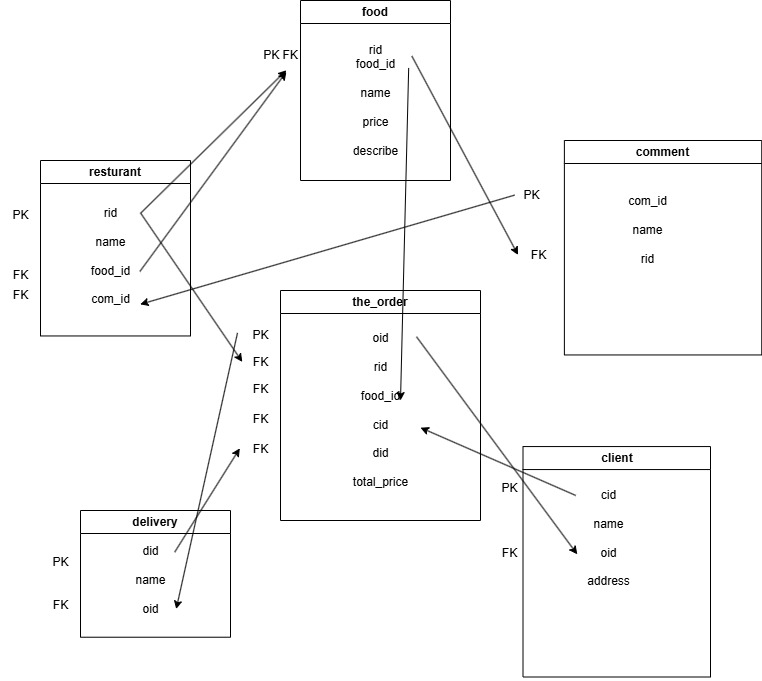 food
PK FK
rid
food_id
name
price
describe
resturant
PK
rid
name
FK
food_id
FK
com_id
comment
PK
com_id
name
FK
rid
the_order
PK
oid
FK
rid
FK
food_id
FK
cid
FK
did
total_price
client
PK
cid
name
FK
oid
address
delivery
PK
did
name
FK
oid